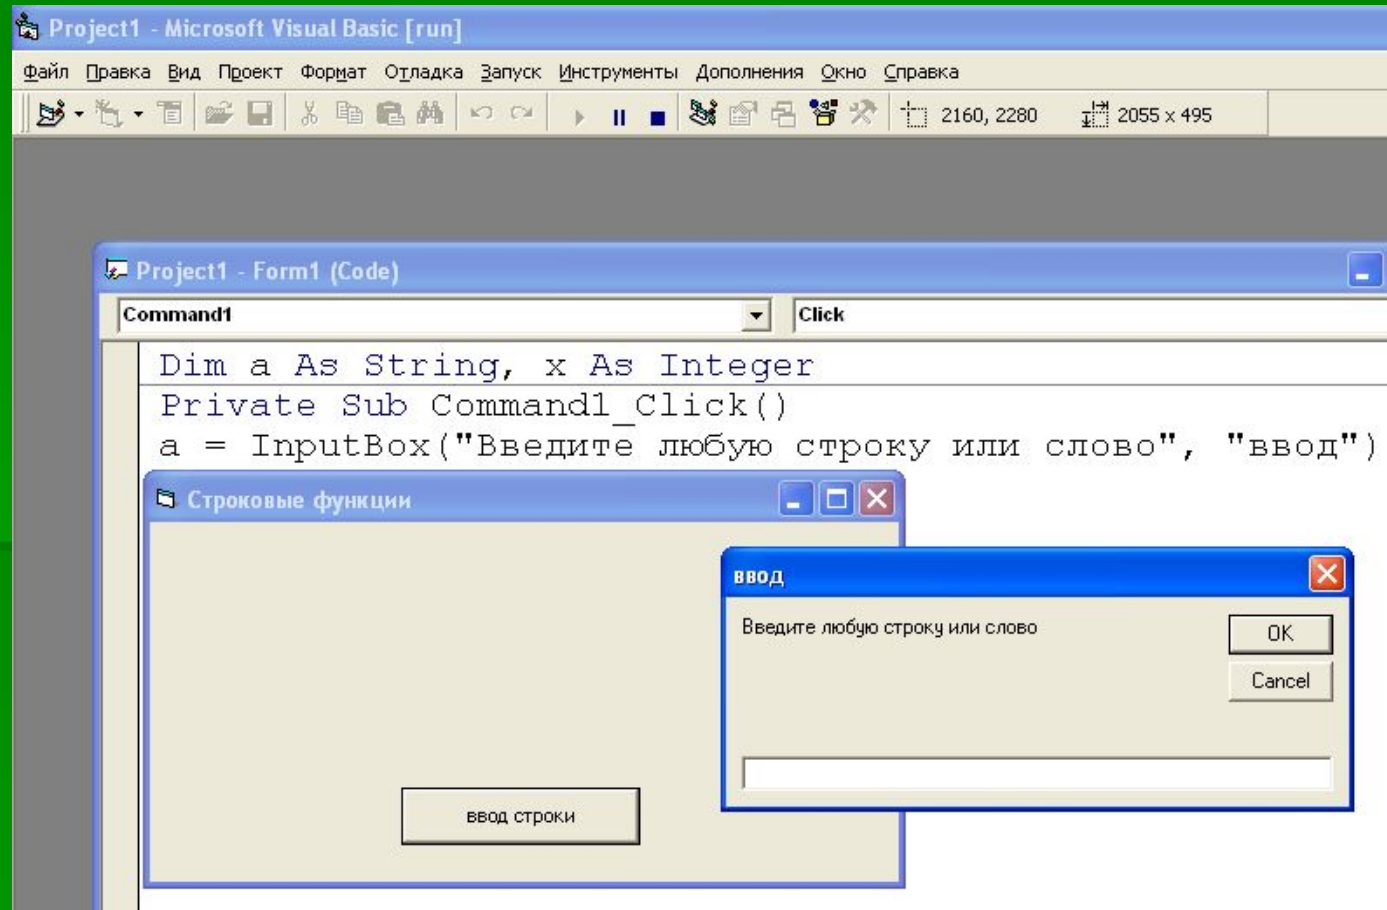 Project1 - Microsoft Visual Basic [run]
Файл Правка Вид Проект Формат Отладка Запуск Инструменты Дополнения Окно Справка
2160, 2280 2055 x 495
Project1 - Form1 (Code)
Command1 Click
Dim a As String, x As Integer
Private Sub Command1_Click()
a = InputBox("Введите любую строку или слово", "ввод")
Строковые функции
ввод
Введите любую строку или слово
OK
Cancel
ввод строки